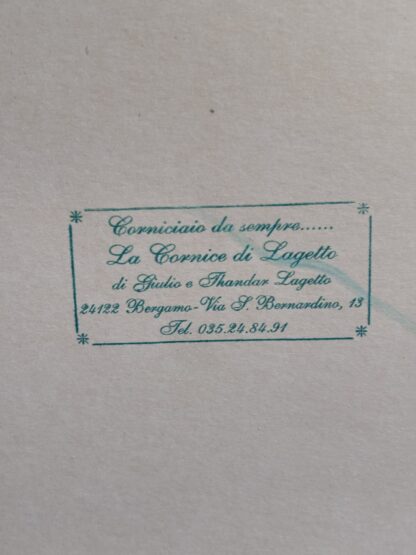 Corniciaio da sempre......
La Cornice di Lagetto
di Giulio e Thandar Lagetto
24122 Bergamo - Via S. Bernardino, 13
Tel. 035.24.84.91